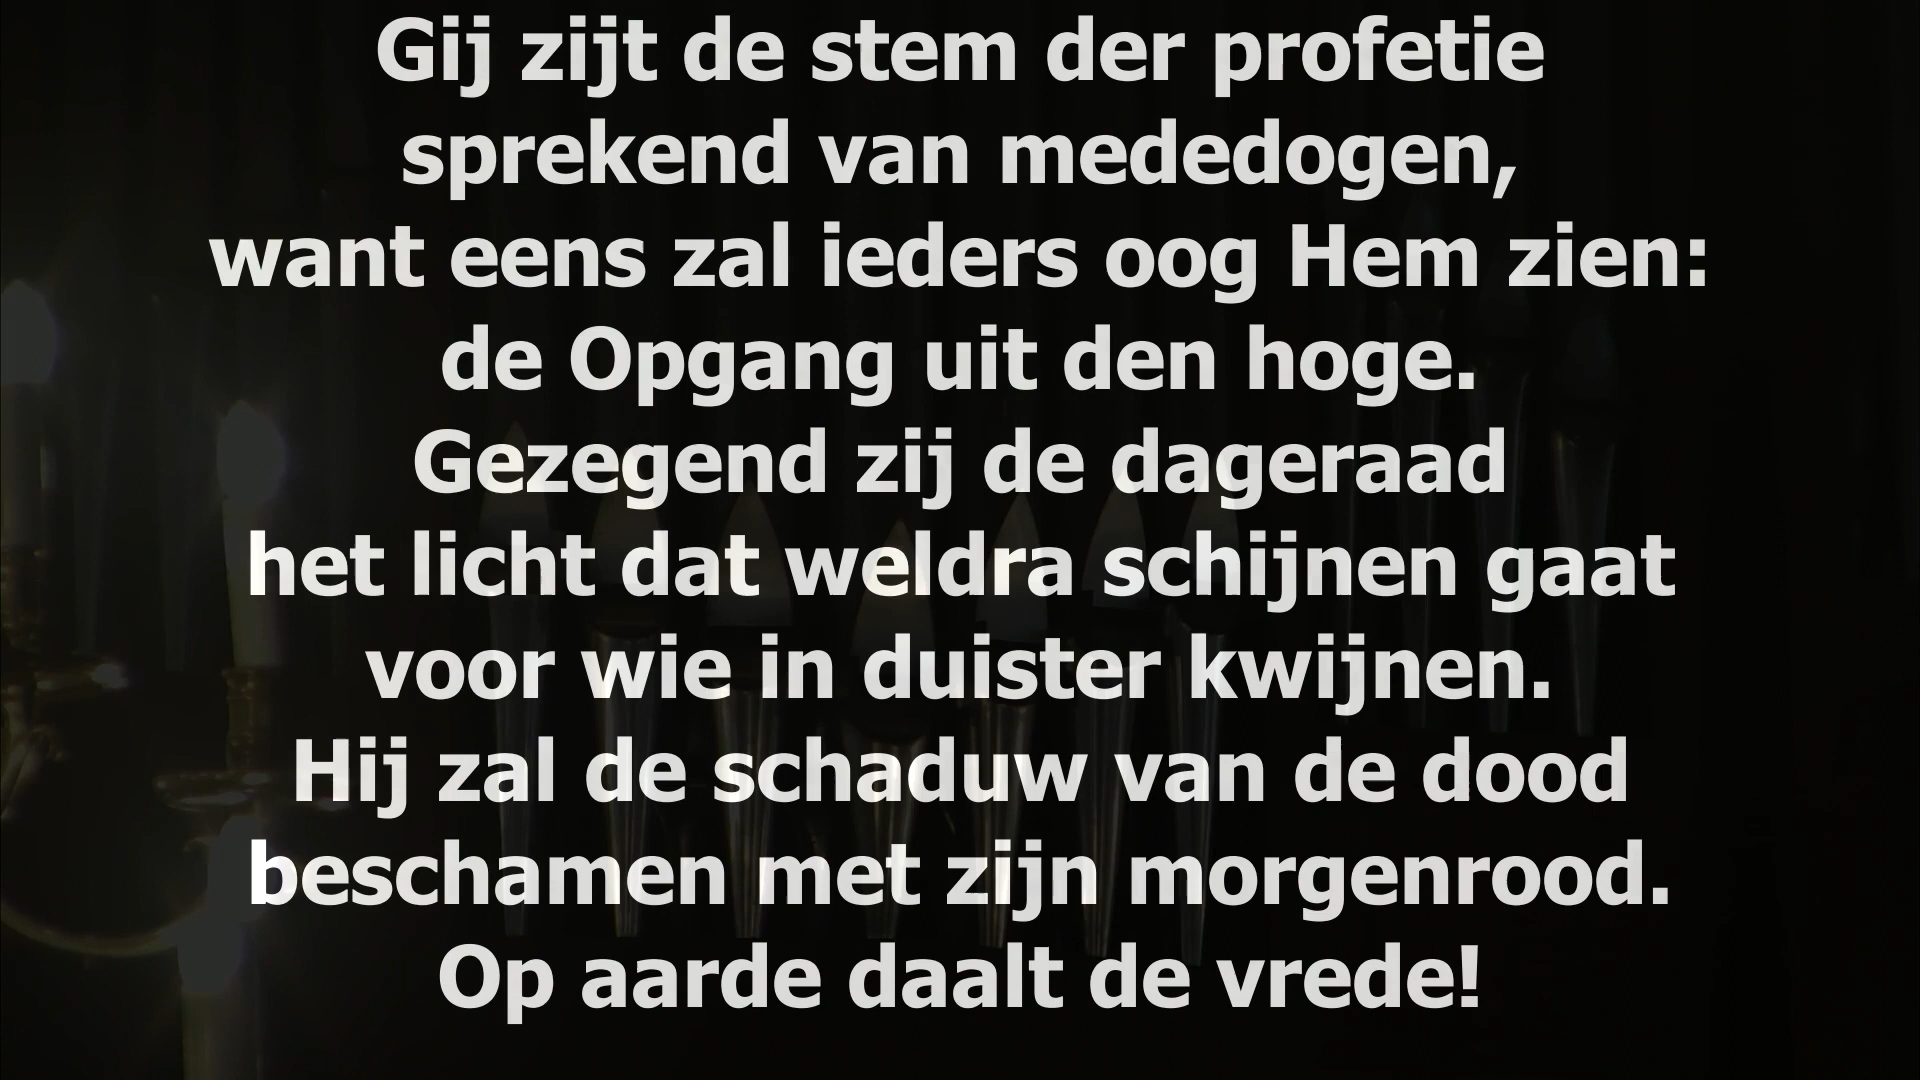 Gij zijt de stem der profetie
sprekend van mededogen,
want eens zal ieders oog Hem zien:
de Opgang uit den hoge.
Gezegend zij de dageraad
het licht dat weldra schijnen gaat
voor wie in duister kwijnen.
Hij zal de schaduw van de dood
beschamen met zijn morgenrood.
Op aarde daalt de vrede!